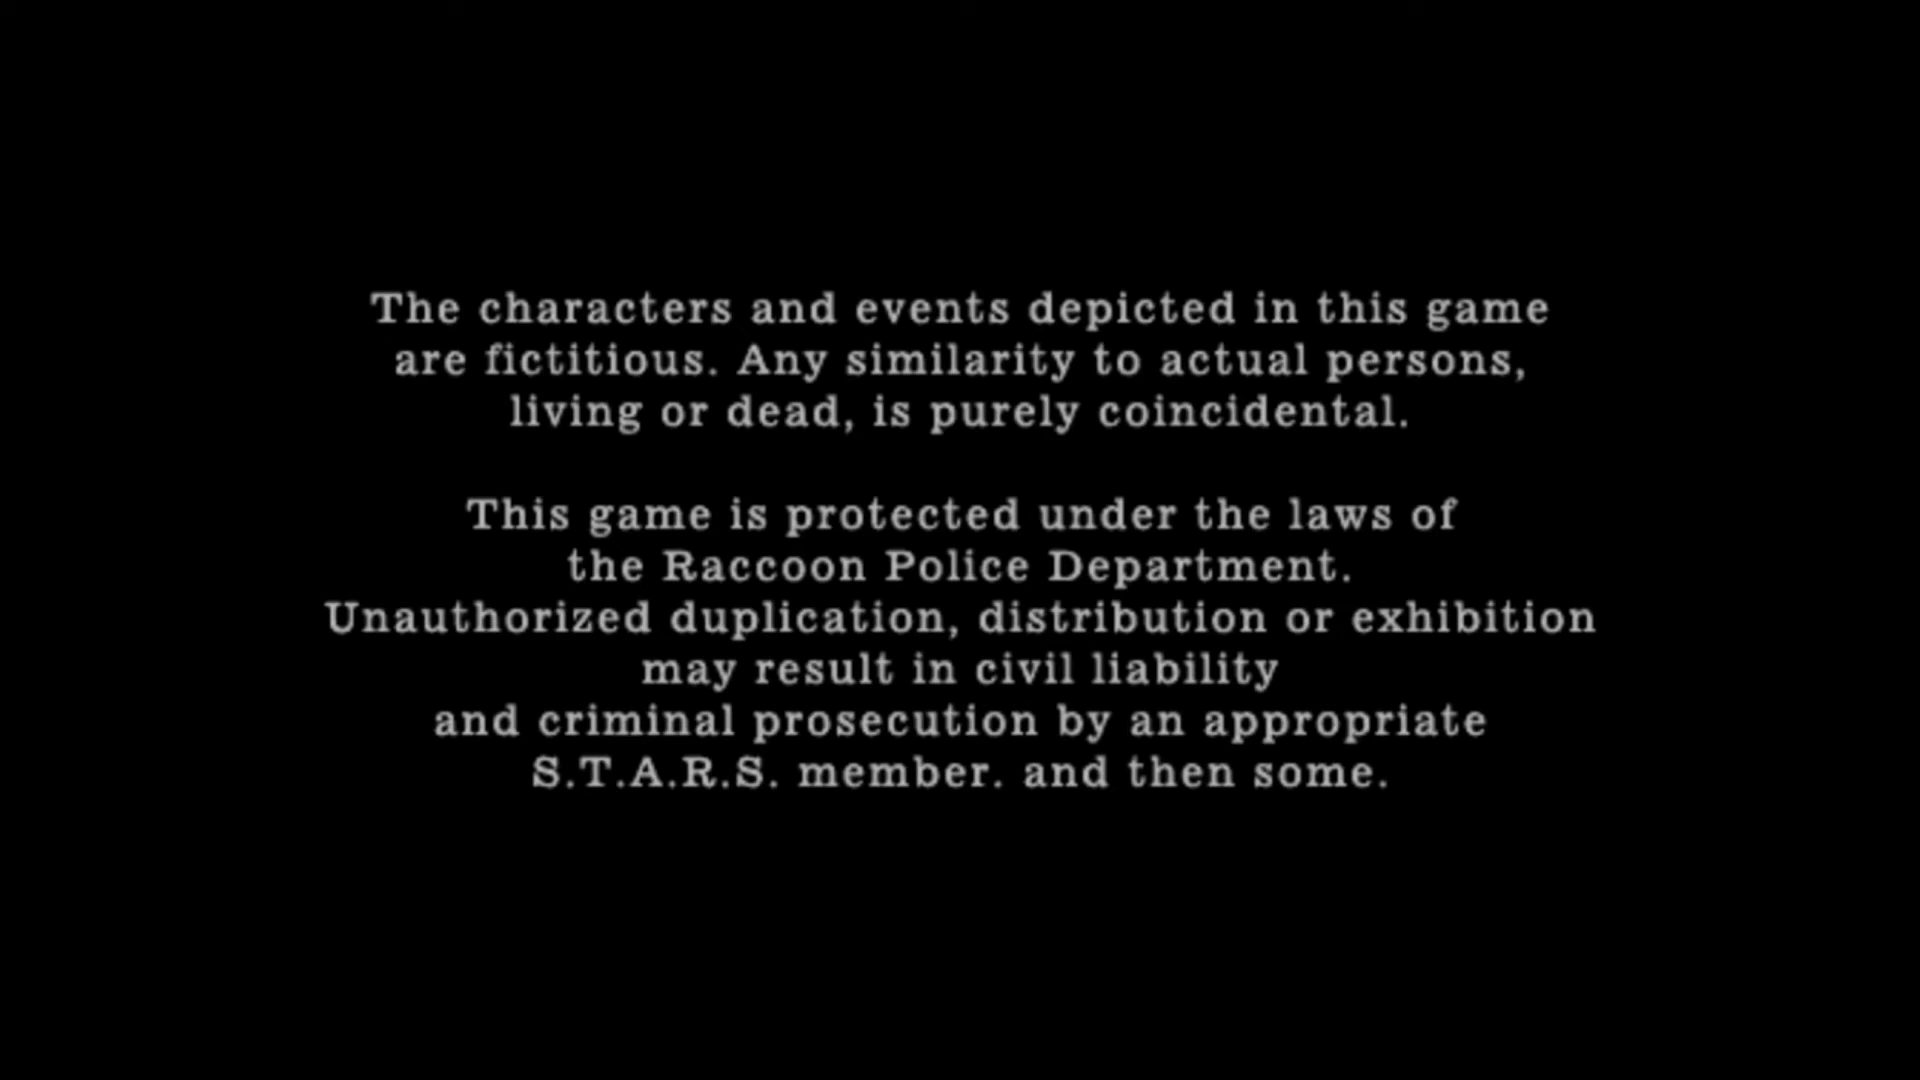 The characters and events depicted in this game
are fictitious. Any similarity to actual persons,
living or dead, is purely coincidental.
This game is protected under the laws of
the Raccoon Police Department.
Unauthorized duplication, distribution or exhibition
may result in civil liability
and criminal prosecution by an appropriate
S.T.A.R.S. member. and then some.